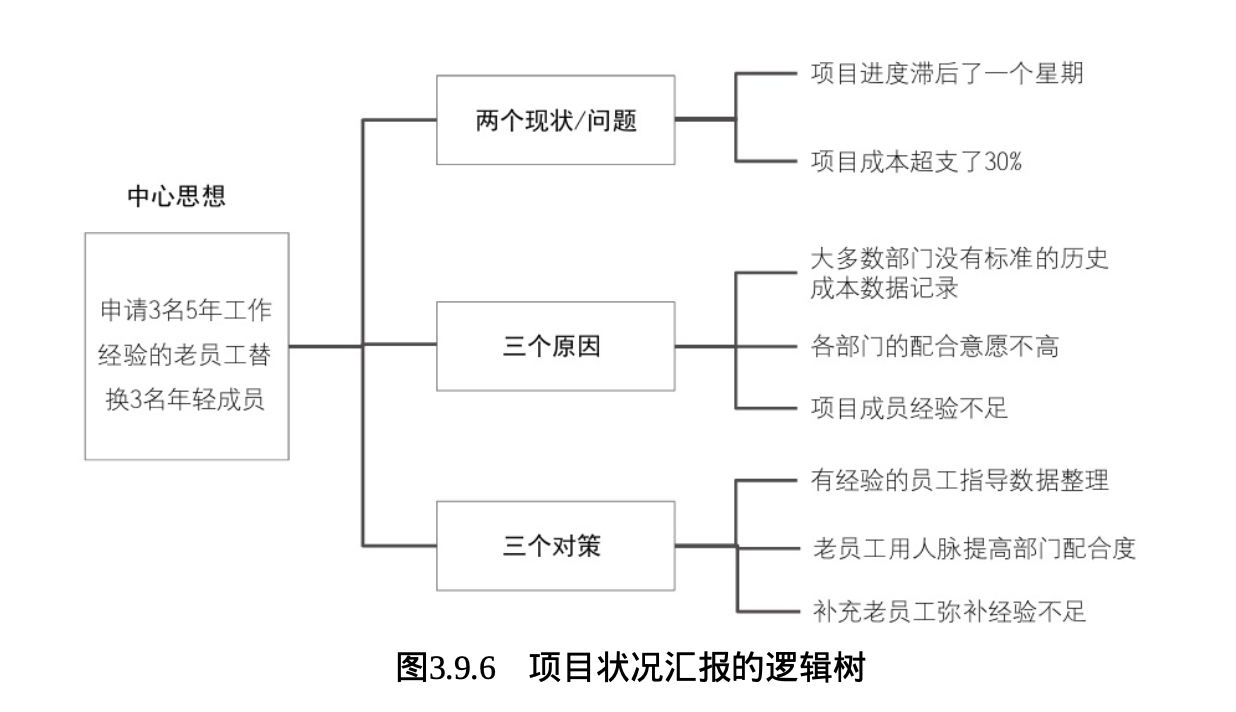 中心思想
申请3名5年工作
经验的老员工替
换3名年轻成员
两个现状/问题
项目进度滞后了一个星期
项目成本超支了30%
三个原因
大多数部门没有标准的历史
成本数据记录
各部门的配合意愿不高
项目成员经验不足
三个对策
有经验的员工指导数据整理
老员工用人脉提高部门配合度
补充老员工弥补经验不足
图3.9.6 项目状况汇报的逻辑树